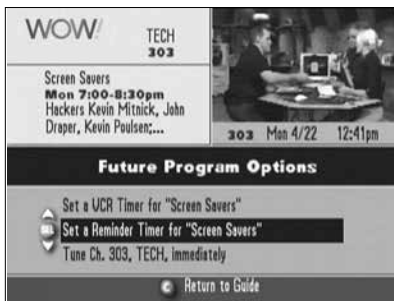 WOW!
TECH
303
Screen Savers
Mon 7:00-8:30pm
Hackers Kevin Mitnick, John
Draper, Kevin Poulsen;...
303 Mon 4/22 12:41pm
Future Program Options
Set a VCR Timer for "Screen Savers"
SEL
Set a Reminder Timer for "Screen Savers"
Tune Ch. 303, TECH, immediately
C Return to Guide